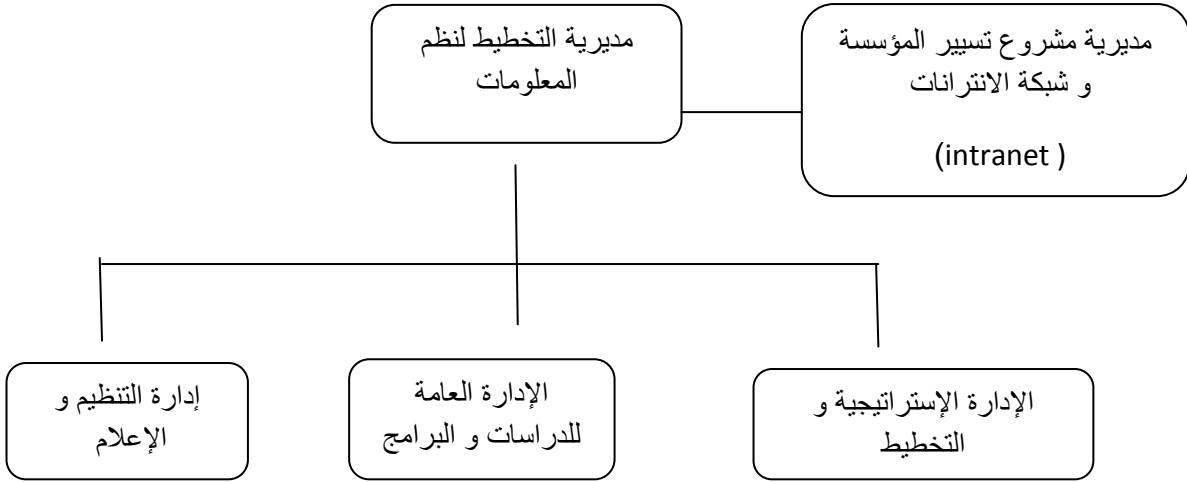 مديرية مشروع تسيير المؤسسة
و شبكة الانترانات
(intranet )
مديرية التخطيط لنظم
المعلومات
الإدارة الإستراتيجية و
التخطيط
الإدارة العامة
للدراسات و البرامج
إدارة التنظيم و
الإعلام